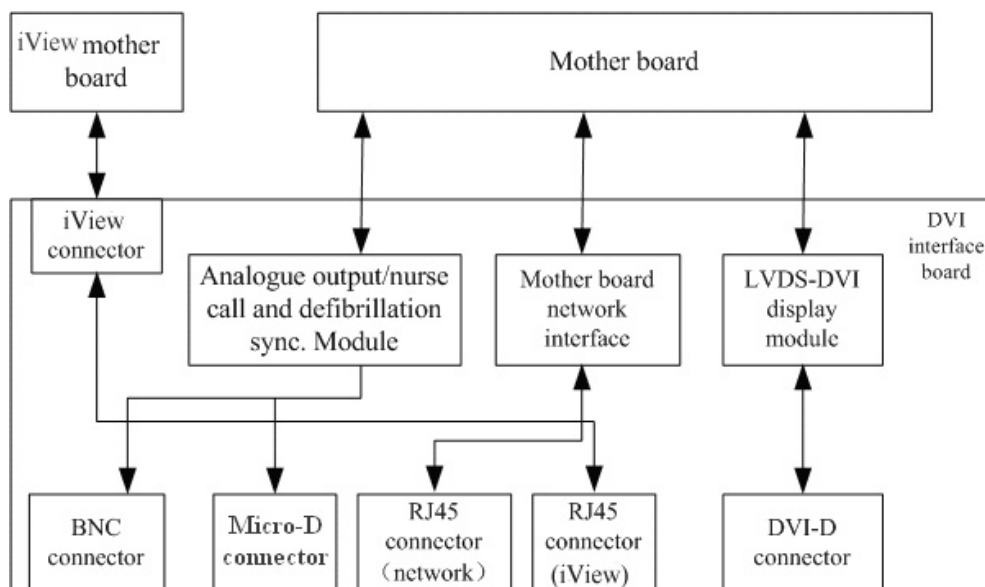 iView mother
board
Mother board
DVI
interface
board
iView
connector
Analogue output/nurse
call and defibrillation
sync. Module
Mother board
network
interface
LVDS-DVI
display
module
BNC
connector
Micro-D
connector
RJ45
connector
（network）
RJ45
connector
(iView)
DVI-D
connector